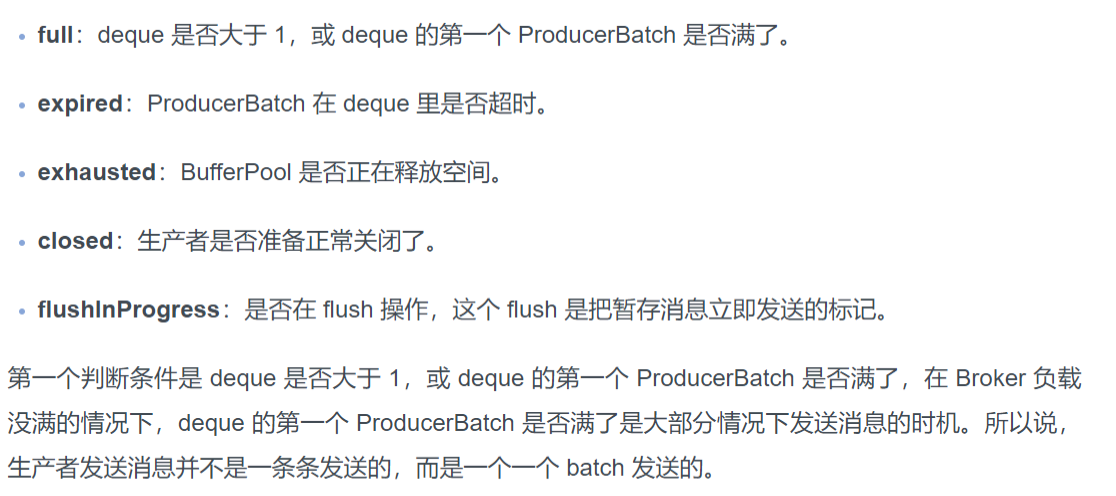 • full：deque 是否大于 1，或 deque 的第一个 ProducerBatch 是否满了。
• expired：ProducerBatch 在 deque 里是否超时。
• exhausted：BufferPool 是否正在释放空间。
• closed：生产者是否准备正常关闭了。
• flushInProgress：是否在 flush 操作，这个 flush 是把暂存消息立即发送的标记。
第一个判断条件是 deque 是否大于 1，或 deque 的第一个 ProducerBatch 是否满了，在 Broker 负载
没满的情况下，deque 的第一个 ProducerBatch 是否满了是大部分情况下发送消息的时机。所以说，
生产者发送消息并不是一条条发送的，而是一个一个 batch 发送的。